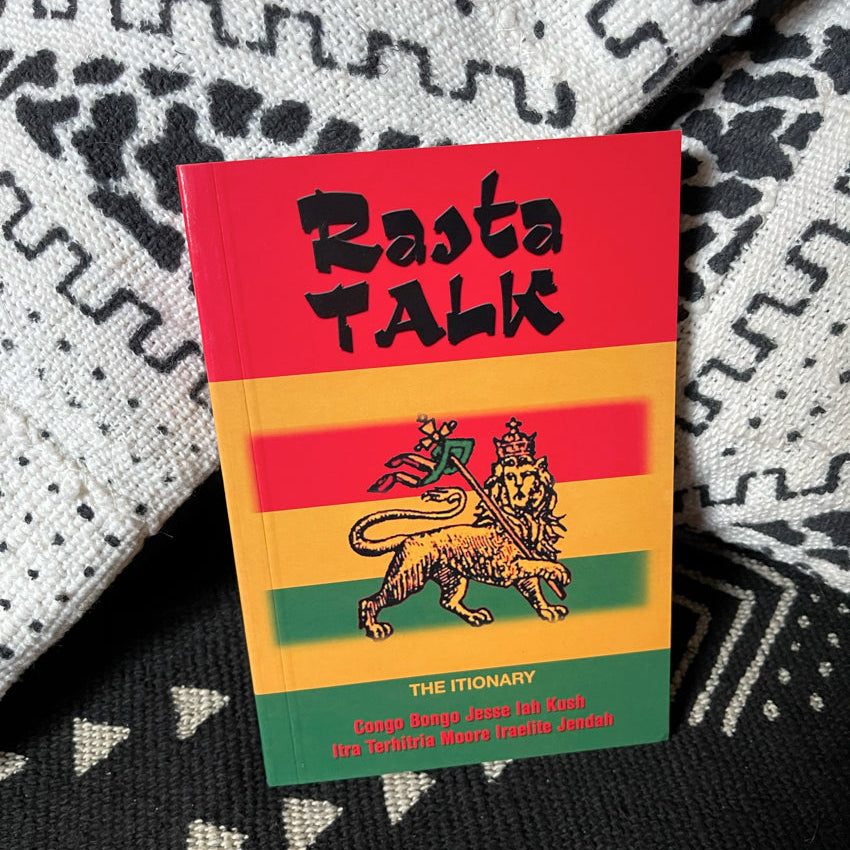 Rasta
TALK
THE ITIONARY
Congo Bongo Jesse Iah Kush
Itra Terhitria Moore Iraelite Jendah